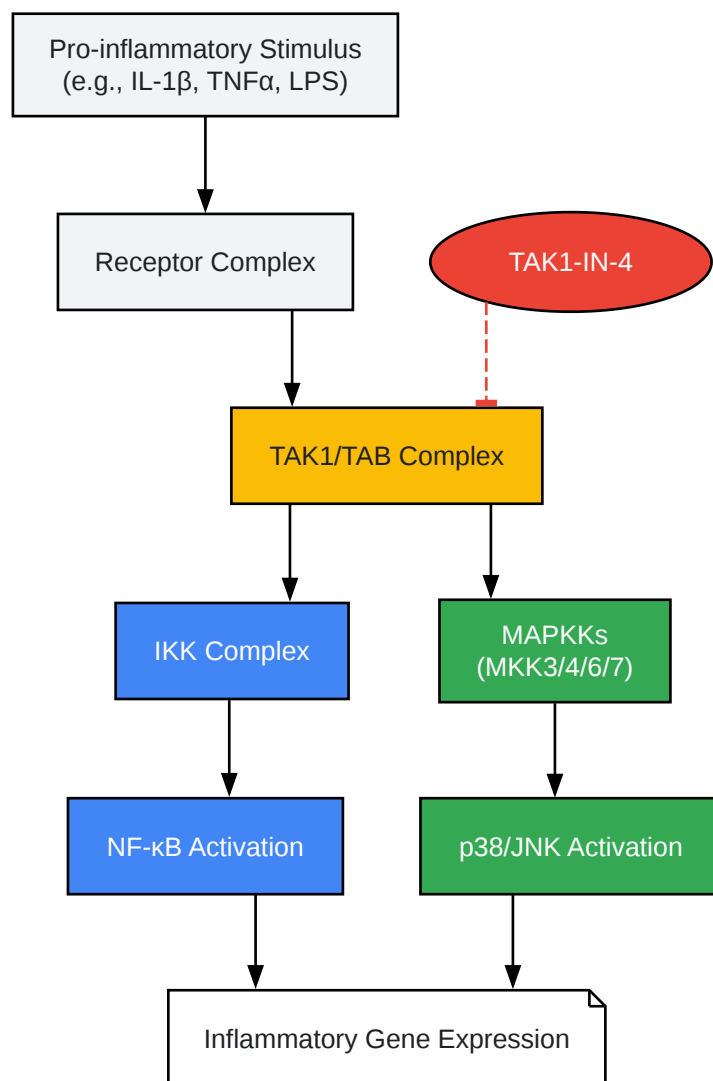 Pro-inflammatory Stimulus
(e.g., IL-1β, TNFα, LPS)
Receptor Complex
TAK1-IN-4
TAK1/TAB Complex
IKK Complex
MAPKKs
(MKK3/4/6/7)
NF-κB Activation
p38/JNK Activation
Inflammatory Gene Expression